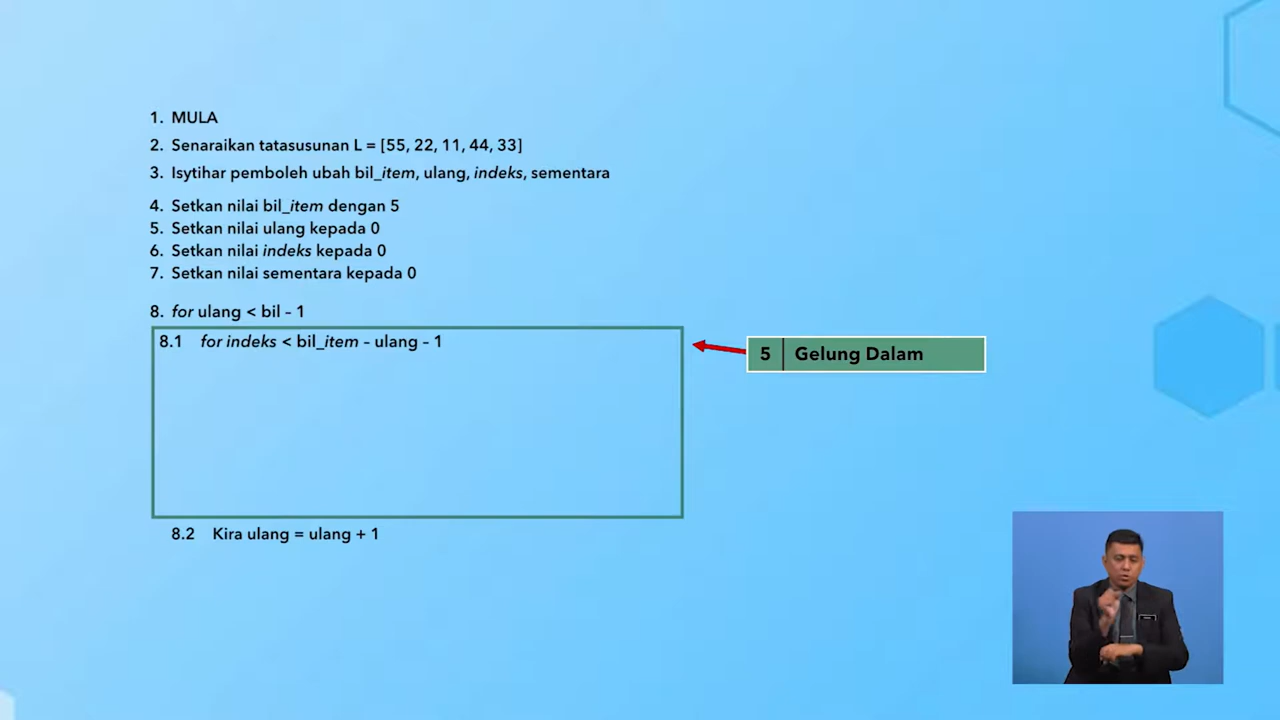 1. MULA
2. Senaraikan tatasusunan L = [55, 22, 11, 44, 33]
3. Isytihar pemboleh ubah bil_item, ulang, indeks, sementara
4. Setkan nilai bil_item dengan 5
5. Setkan nilai ulang kepada 0
6. Setkan nilai indeks kepada 0
7. Setkan nilai sementara kepada 0
8. for ulang < bil – 1
8.1 for indeks < bil_item – ulang – 1
5 Gelung Dalam
8.2 Kira ulang = ulang + 1